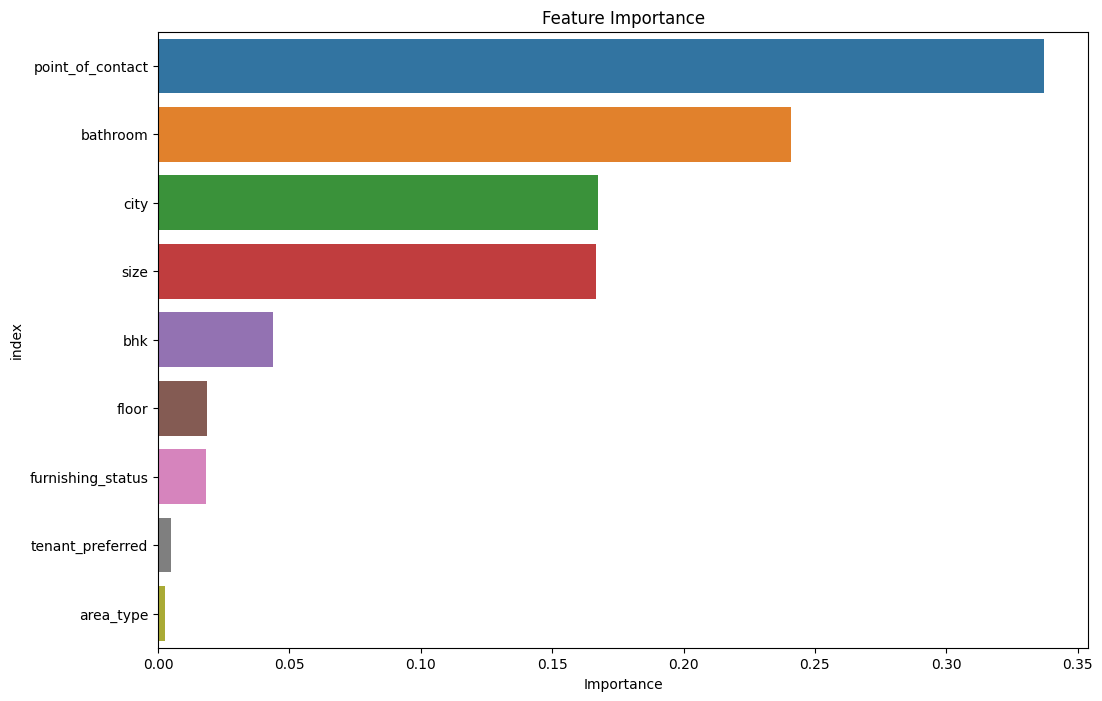 Feature Importance
point_of_contact
bathroom
city
size
bhk
floor
furnishing_status
tenant_preferred
area_type
index
0.00 0.05 0.10 0.15 0.20 0.25 0.30 0.35
Importance